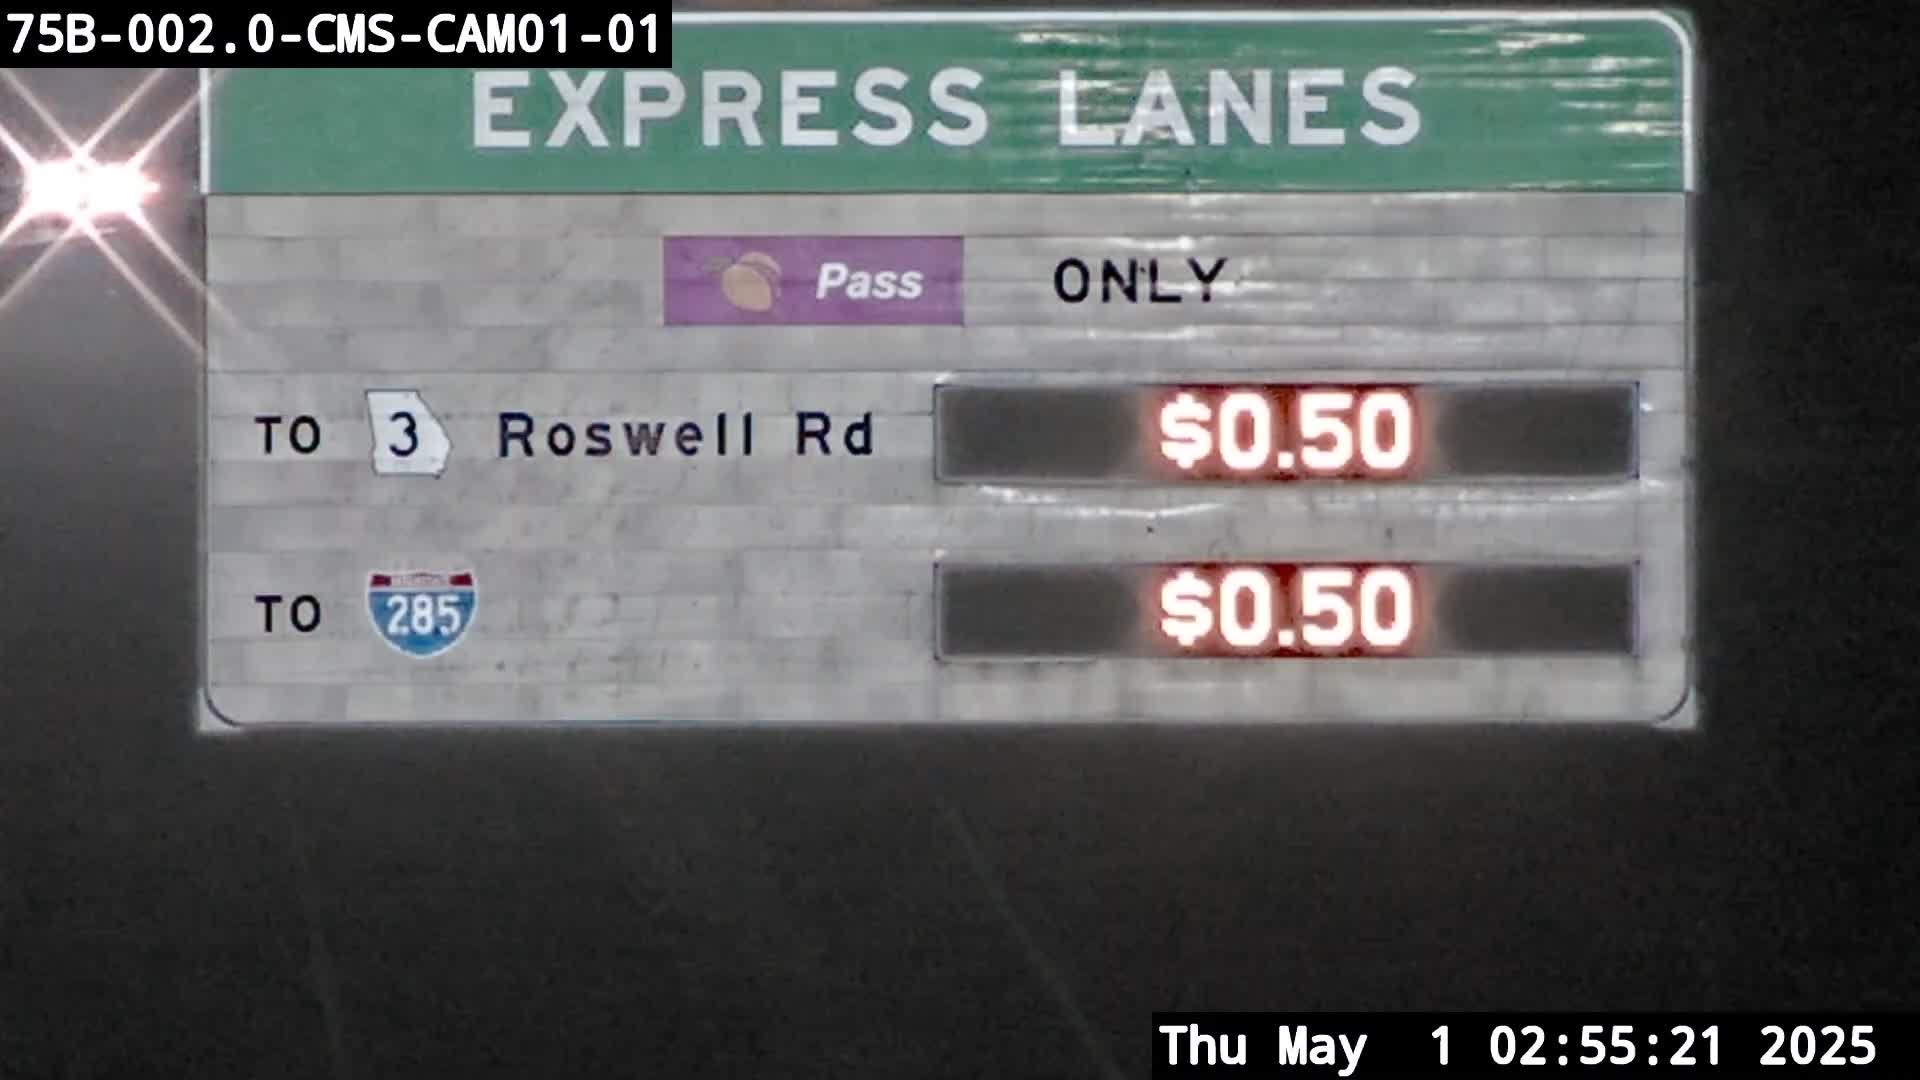 75B-002.0-CMS-CAM01-01
EXPRESS LANES
Pass ONLY
TO 3 Roswell Rd $0.50
TO 285 $0.50
Thu May 1 02:55:21 2025